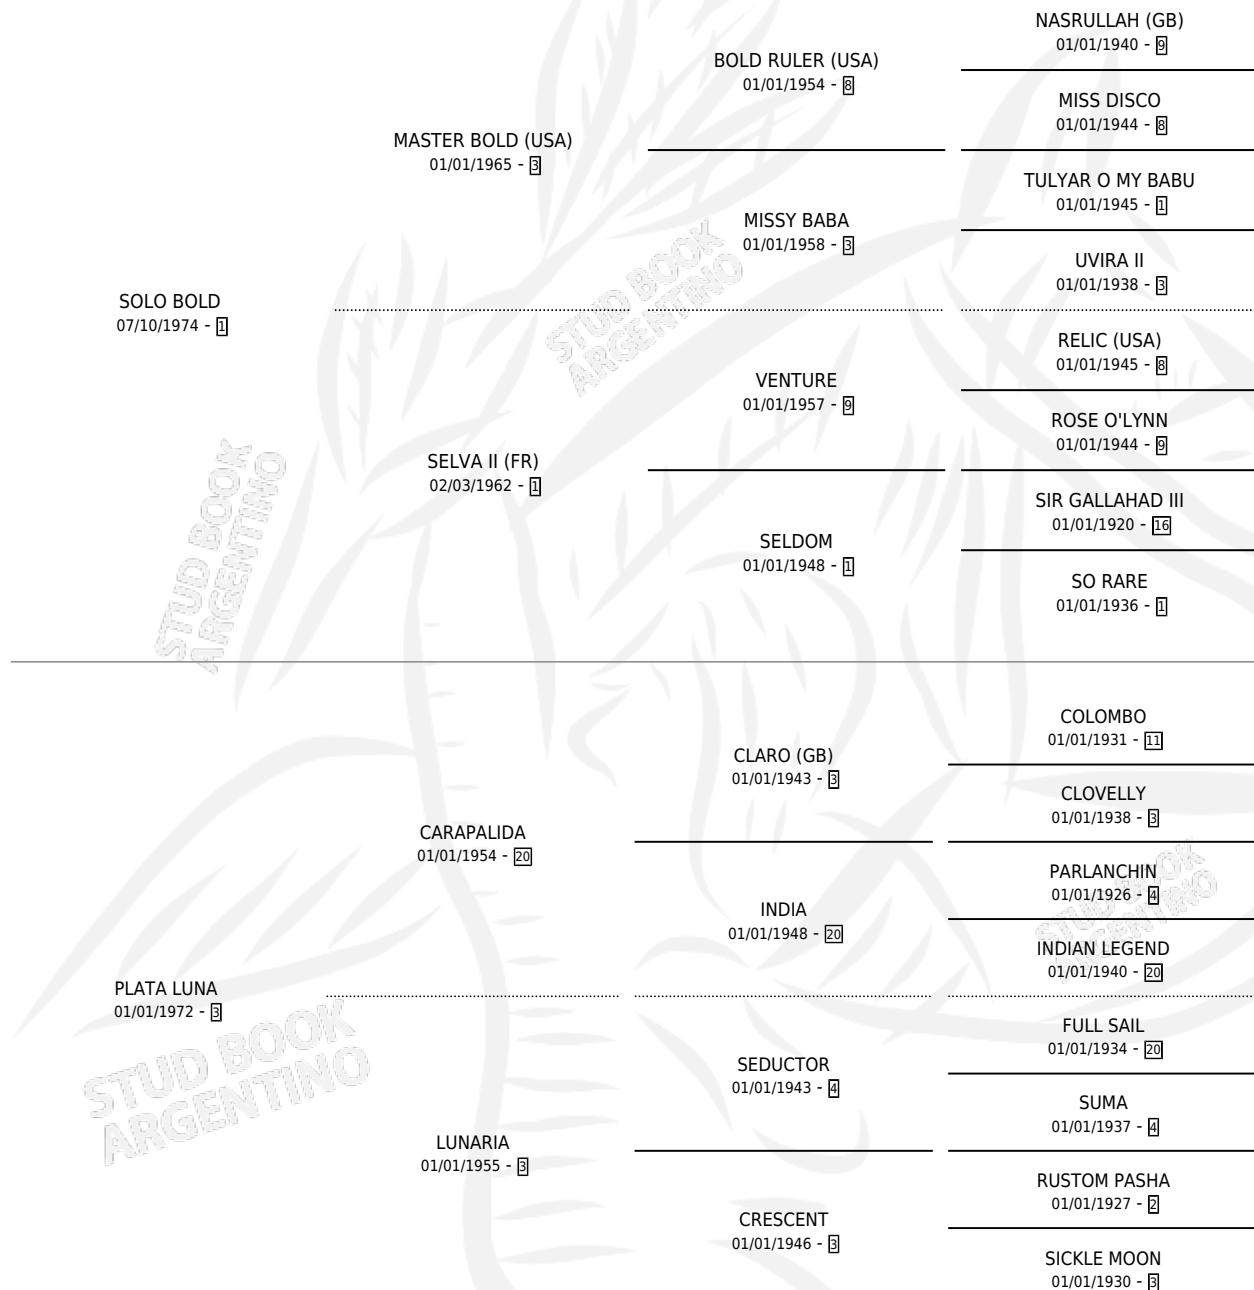 NASRULLAH (GB)
01/01/1940 - 9
BOLD RULER (USA)
01/01/1954 - 8
MISS DISCO
01/01/1944 - 8
MASTER BOLD (USA)
01/01/1965 - 3
TULYAR O MY BABU
01/01/1945 - 1
MISSY BABA
01/01/1958 - 3
UVIRA II
01/01/1938 - 3
SOLO BOLD
07/10/1974 - 1
RELIC (USA)
01/01/1945 - 8
VENTURE
01/01/1957 - 9
ROSE O'LYNN
01/01/1944 - 9
SELVA II (FR)
02/03/1962 - 1
SIR GALLAHAD III
01/01/1920 - 16
SELDOM
01/01/1948 - 1
SO RARE
01/01/1936 - 1
COLOMBO
01/01/1931 - 11
CLARO (GB)
01/01/1943 - 3
CLOVELLY
01/01/1938 - 3
CARAPALIDA
01/01/1954 - 20
PARLANCHIN
01/01/1926 - 4
INDIA
01/01/1948 - 20
INDIAN LEGEND
01/01/1940 - 20
PLATA LUNA
01/01/1972 - 3
FULL SAIL
01/01/1934 - 20
SEDUCTOR
01/01/1943 - 4
SUMA
01/01/1937 - 4
LUNARIA
01/01/1955 - 3
RUSTOM PASHA
01/01/1927 - 2
CRESCENT
01/01/1946 - 3
SICKLE MOON
01/01/1930 - 3
STUD BOOK
ARGENTINO
STUD BOOK
ARGENTINO
STUD BOOK
ARGENTINO
STUD BOOK
ARGENTINO